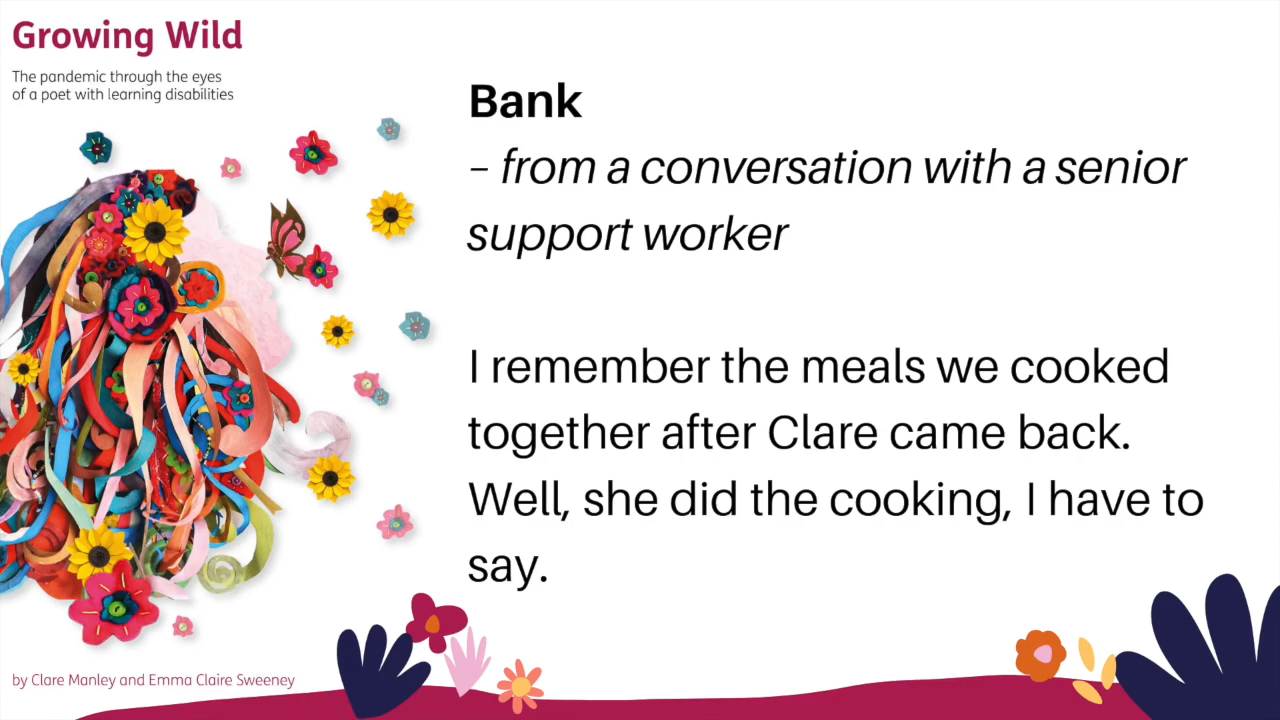 Growing Wild
The pandemic through the eyes
of a poet with learning disabilities
Bank
– from a conversation with a senior
support worker
I remember the meals we cooked
together after Clare came back.
Well, she did the cooking, I have to
say.
by Clare Manley and Emma Claire Sweeney